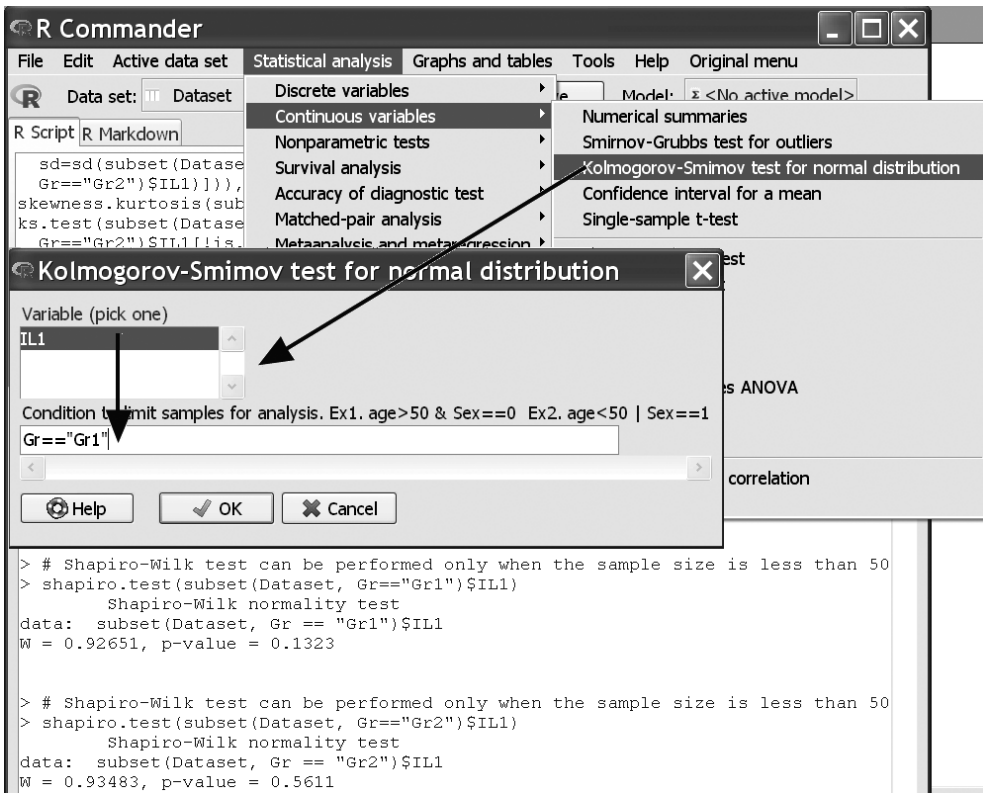 R Commander
File Edit Active data set Statistical analysis Graphs and tables Tools Help Original menu
Data set: Dataset Model: Σ <No active model>
Discrete variables
Continuous variables
Nonparametric tests
Survival analysis
Accuracy of diagnostic test
Matched-pair analysis
Metaanalysis and metaregression
Numerical summaries
Smirnov-Grubbs test for outliers
Kolmogorov-Smimov test for normal distribution
Confidence interval for a mean
Single-sample t-test
est
s ANOVA
correlation
R Script R Markdown
sd=sd(subset(Datase
Gr=="Gr2")$IL1)])),
skewness.kurtosis(sub
ks.test(subset(Datase
Gr=="Gr2")$IL1[!is.
Kolmogorov-Smimov test for normal distribution
Variable (pick one)
IL1
Condition to limit samples for analysis. Ex1. age>50 & Sex==0 Ex2. age<50 | Sex==1
Gr=="Gr1"
Help OK Cancel
> # Shapiro-Wilk test can be performed only when the sample size is less than 50
> shapiro.test(subset(Dataset, Gr=="Gr1")$IL1)
Shapiro-Wilk normality test
data: subset(Dataset, Gr == "Gr1")$IL1
W = 0.92651, p-value = 0.1323
> # Shapiro-Wilk test can be performed only when the sample size is less than 50
> shapiro.test(subset(Dataset, Gr=="Gr2")$IL1)
Shapiro-Wilk normality test
data: subset(Dataset, Gr == "Gr2")$IL1
W = 0.93483, p-value = 0.5611